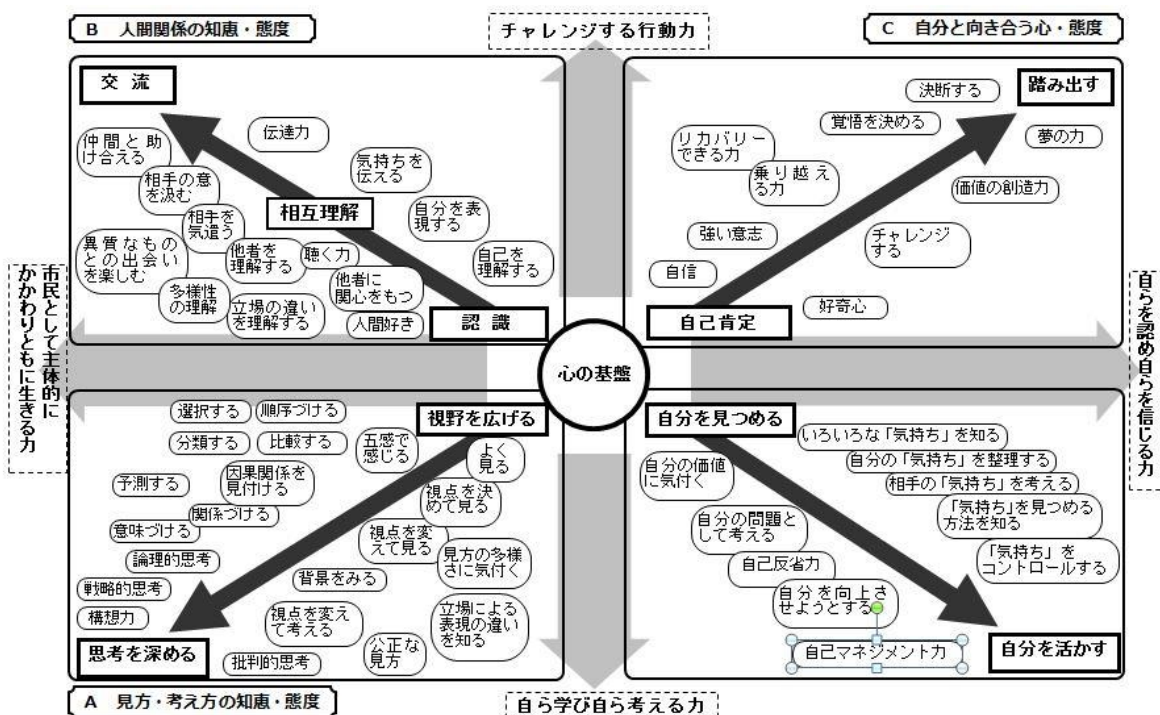 B 人間関係の知恵・態度
チャレンジする行動力
C 自分と向き合う心・態度
交 流
伝達力
仲間と助
け合える
気持ちを
伝える
相手の意
を汲む
相互理解
自分を表
現する
相手を
気遣う
異質なもの
との出会い
を楽しむ
他者を
理解する
聴く力
自己を
理解する
多様性
の理解
立場の違い
を理解する
他者に
関心をもつ
人間好き
認 識
踏み出す
決断する
覚悟を決める
夢の力
リカバリー
できる力
乗り越え
る力
価値の創造力
強い意志
チャレンジ
する
自信
好奇心
自己肯定
市民として主体的に
かかわりともに生きる力
心の基盤
自らを認め自らを信じる力
視野を広げる
選択する
順序づける
分類する
比較する
五感で
感じる
よく
見る
因果関係を
見付ける
予測する
視点を決
めて見る
関係づける
意味づける
視点を変
えて見る
論理的思考
見方の多様
さに気付く
背景をみる
戦略的思考
構想力
視点を変え
て考える
立場による
表現の違い
を知る
公正な
見方
思考を深める
批判的思考
自分を見つめる
いろいろな「気持ち」を知る
自分の価値
に気付く
自分の「気持ち」を整理する
相手の「気持ち」を考える
「気持ち」を見つめる
方法を知る
自分の問題と
して考える
「気持ち」を
コントロールする
自己反省力
自分を向上さ
せようとする
自己マネジメント力
自分を活かす
A 見方・考え方の知恵・態度
自ら学び自ら考える力